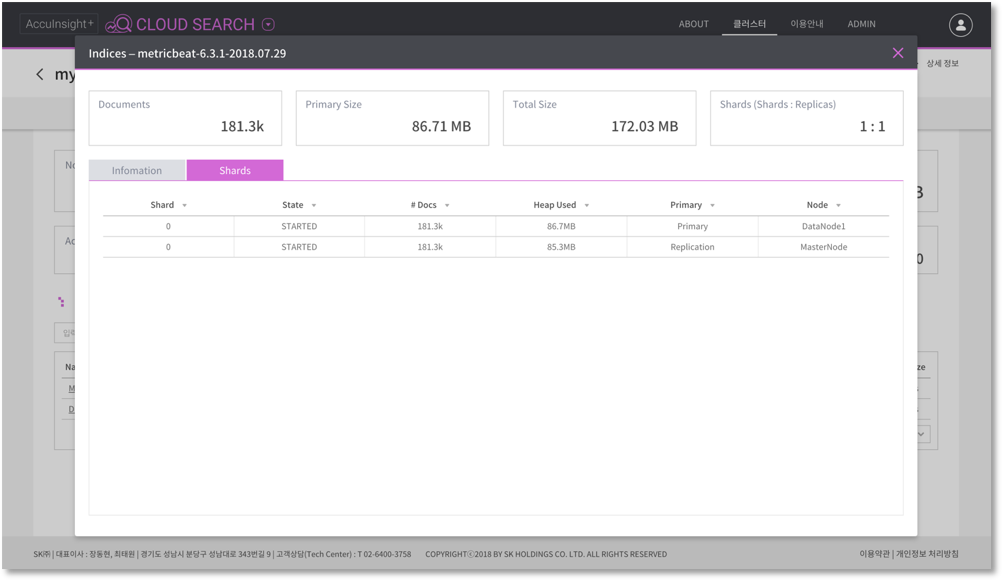 AccuInsight+ CLOUD SEARCH ABOUT 클러스터 이용안내 ADMIN
Indices – metricbeat-6.3.1-2018.07.29
my 상세 정보
Documents Primary Size Total Size Shards (Shards : Replicas)
181.3k 86.71 MB 172.03 MB 1 : 1
Infomation Shards
Shard State # Docs Heap Used Primary Node
0 STARTED 181.3k 86.7MB Primary DataNode1
0 STARTED 181.3k 85.3MB Replication MasterNode
SK㈜ | 대표이사 : 장동현, 최태원 | 경기도 성남시 분당구 성남대로 343번길 9 | 고객상담(Tech Center) : T 02-6400-3758 COPYRIGHTⓒ2018 BY SK HOLDINGS CO. LTD. ALL RIGHTS RESERVED 이용약관 | 개인정보 처리방침